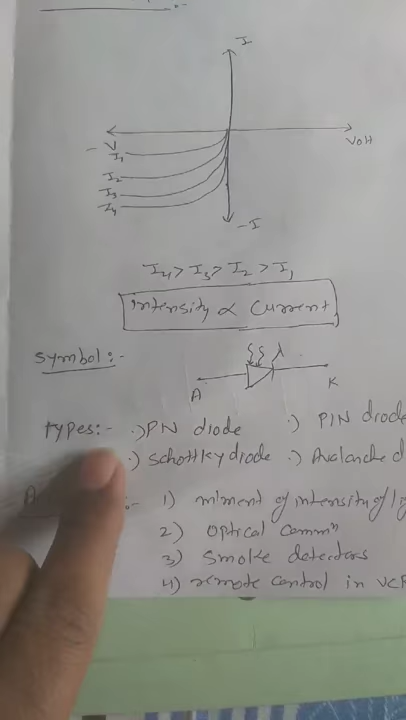 I
- V
VOH
I1
I2
I3
I4
-I
I4 > I3 > I2 > I1
Intensity ∝ Current
Symbol:-
λ
A
K
Types:- •) PN diode •) PIN diode
•) Schottky diode •) Avalanche d
A :- 1) m'ment of intensity of li
2) Optical commn
3) Smoke detectors
4) remote control in VCR